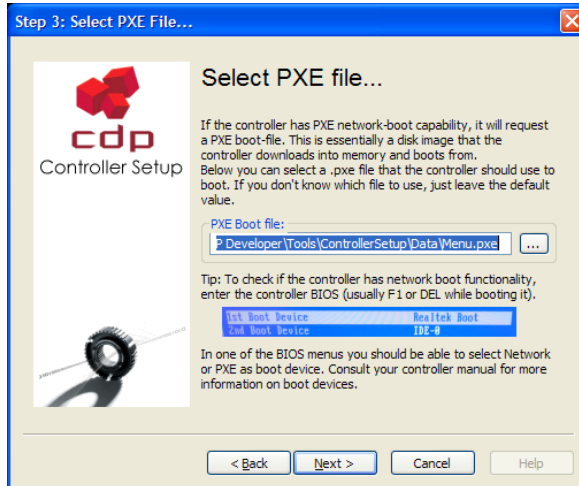 Step 3: Select PXE File...
cdp
Controller Setup
Select PXE file...
If the controller has PXE network-boot capability, it will request
a PXE boot-file. This is essentially a disk image that the
controller downloads into memory and boots from.
Below you can select a .pxe file that the controller should use to
boot. If you don't know which file to use, just leave the default
value.
PXE Boot file:
P Developer\Tools\ControllerSetup\Data\Menu.pxe
...
Tip: To check if the controller has network boot functionality,
enter the controller BIOS (usually F1 or DEL while booting it).
1st Boot Device Realtek Boot
2nd Boot Device IDE-0
In one of the BIOS menus you should be able to select Network
or PXE as boot device. Consult your controller manual for more
information on boot devices.
< Back Next > Cancel Help